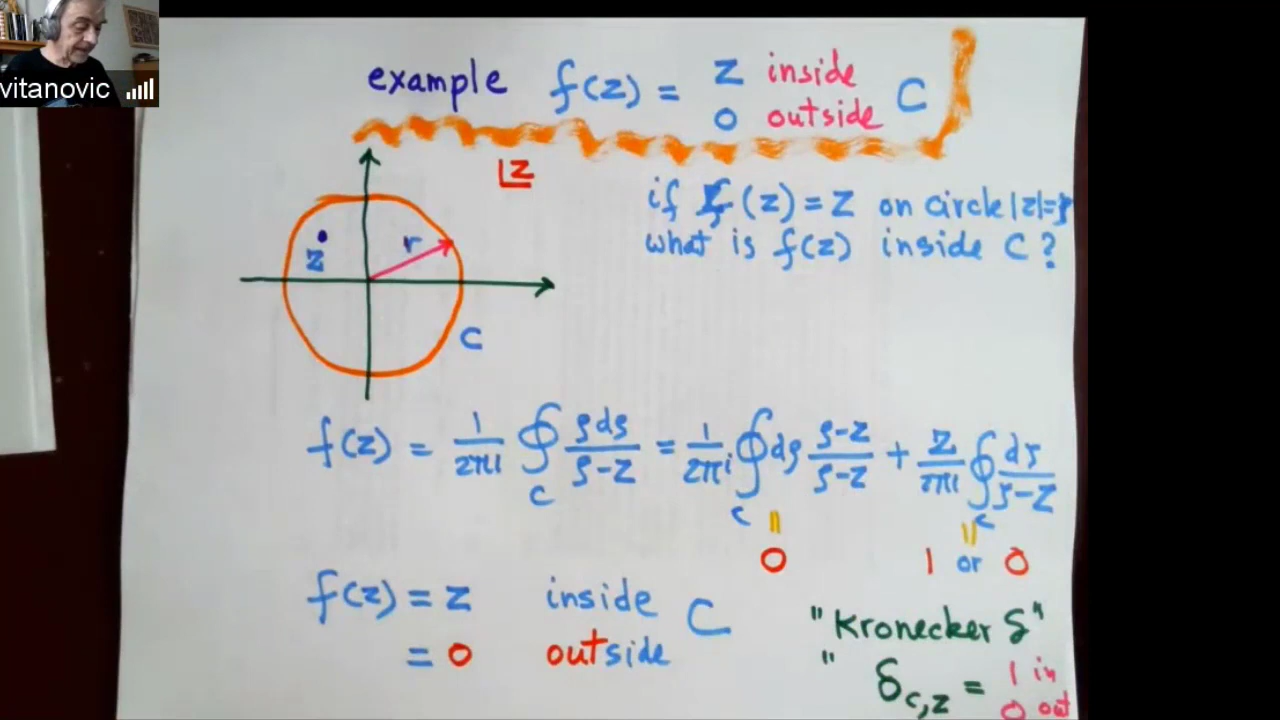 vitanovic
example f(z) = z inside C
0 outside
z
if f(z) = z on circle |z|=r
what is f(z) inside C?
z
r
C
f(z) = 1/2πi ∮_C ζdζ/ζ-z = 1/2πi ∮_C dζ ζ-z/ζ-z + z/2πi ∮_C dζ/ζ-z
" 0
" 1 or 0
f(z) = z inside C
= 0 outside
"Kronecker δ"
" δ_c,z = 1 in
0 out